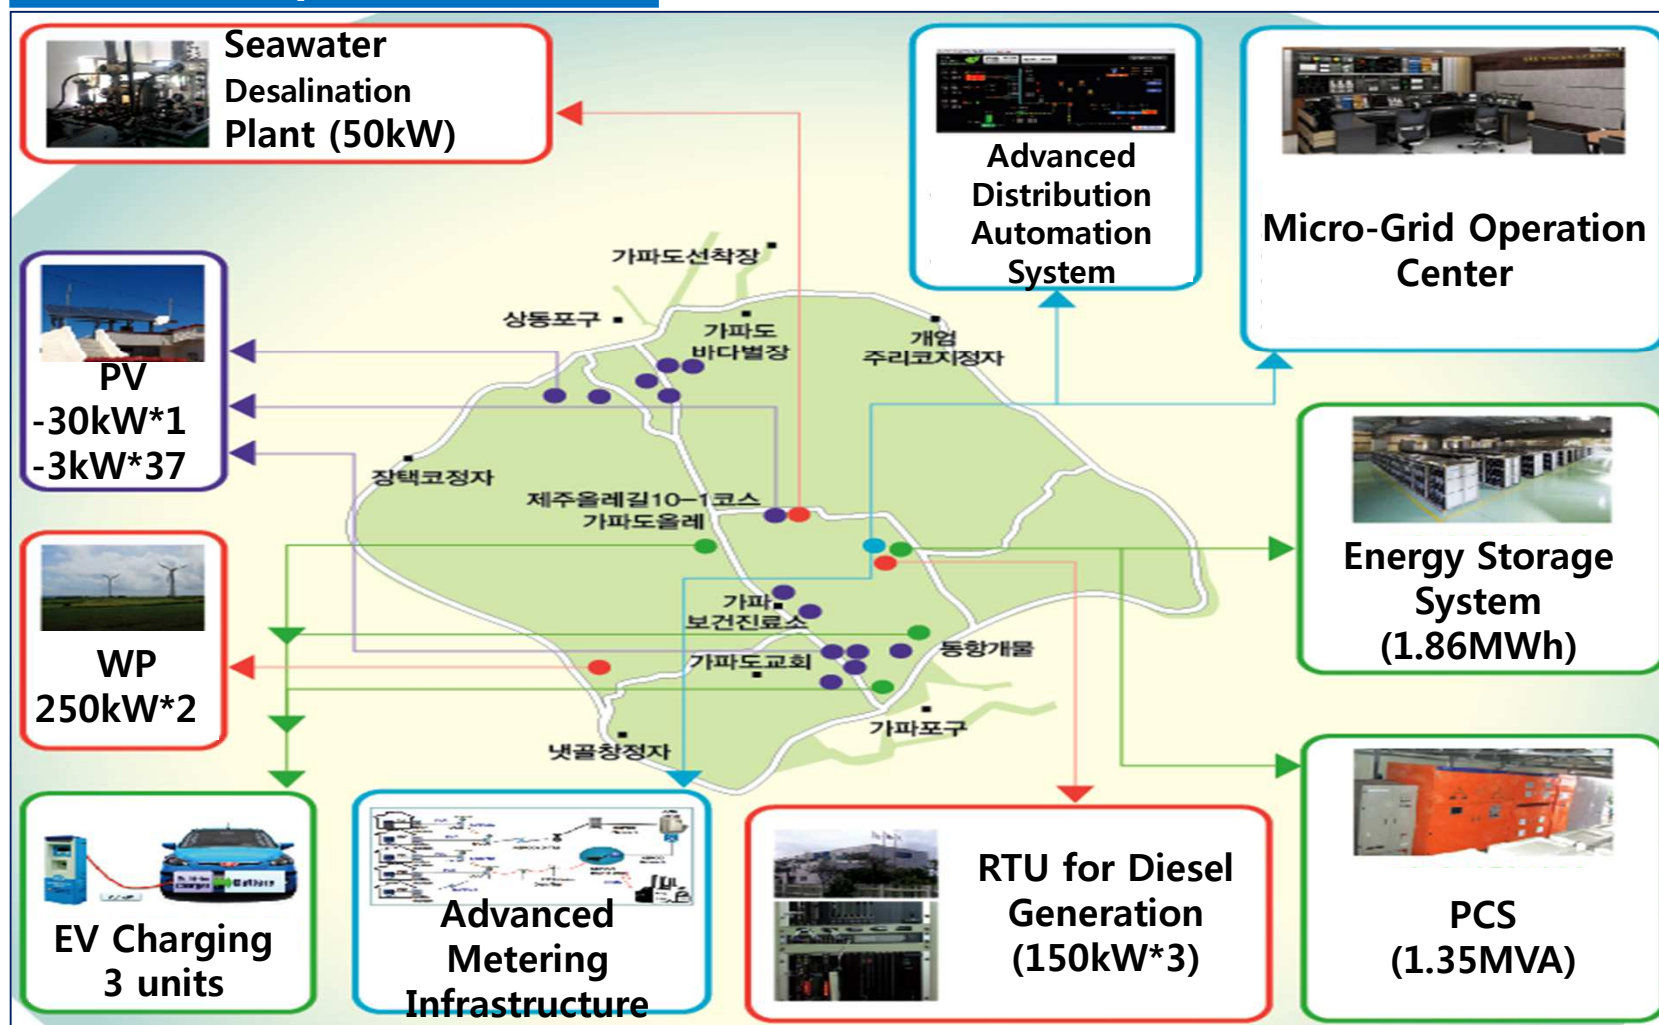 Seawater
Desalination
Plant (50kW)
Advanced
Distribution
Automation
System
Micro-Grid Operation
Center
가파도선착장
상동포구
가파도
바다별장
개엄
주리코지정자
PV
-30kW*1
-3kW*37
장택코정자
제주올레길10-1코스
가파도올레
Energy Storage
System
(1.86MWh)
WP
250kW*2
가파
보건진료소
가파도교회
동항개물
가파포구
냇골창정자
EV Charging
3 units
Advanced
Metering
Infrastructure
RTU for Diesel
Generation
(150kW*3)
PCS
(1.35MVA)